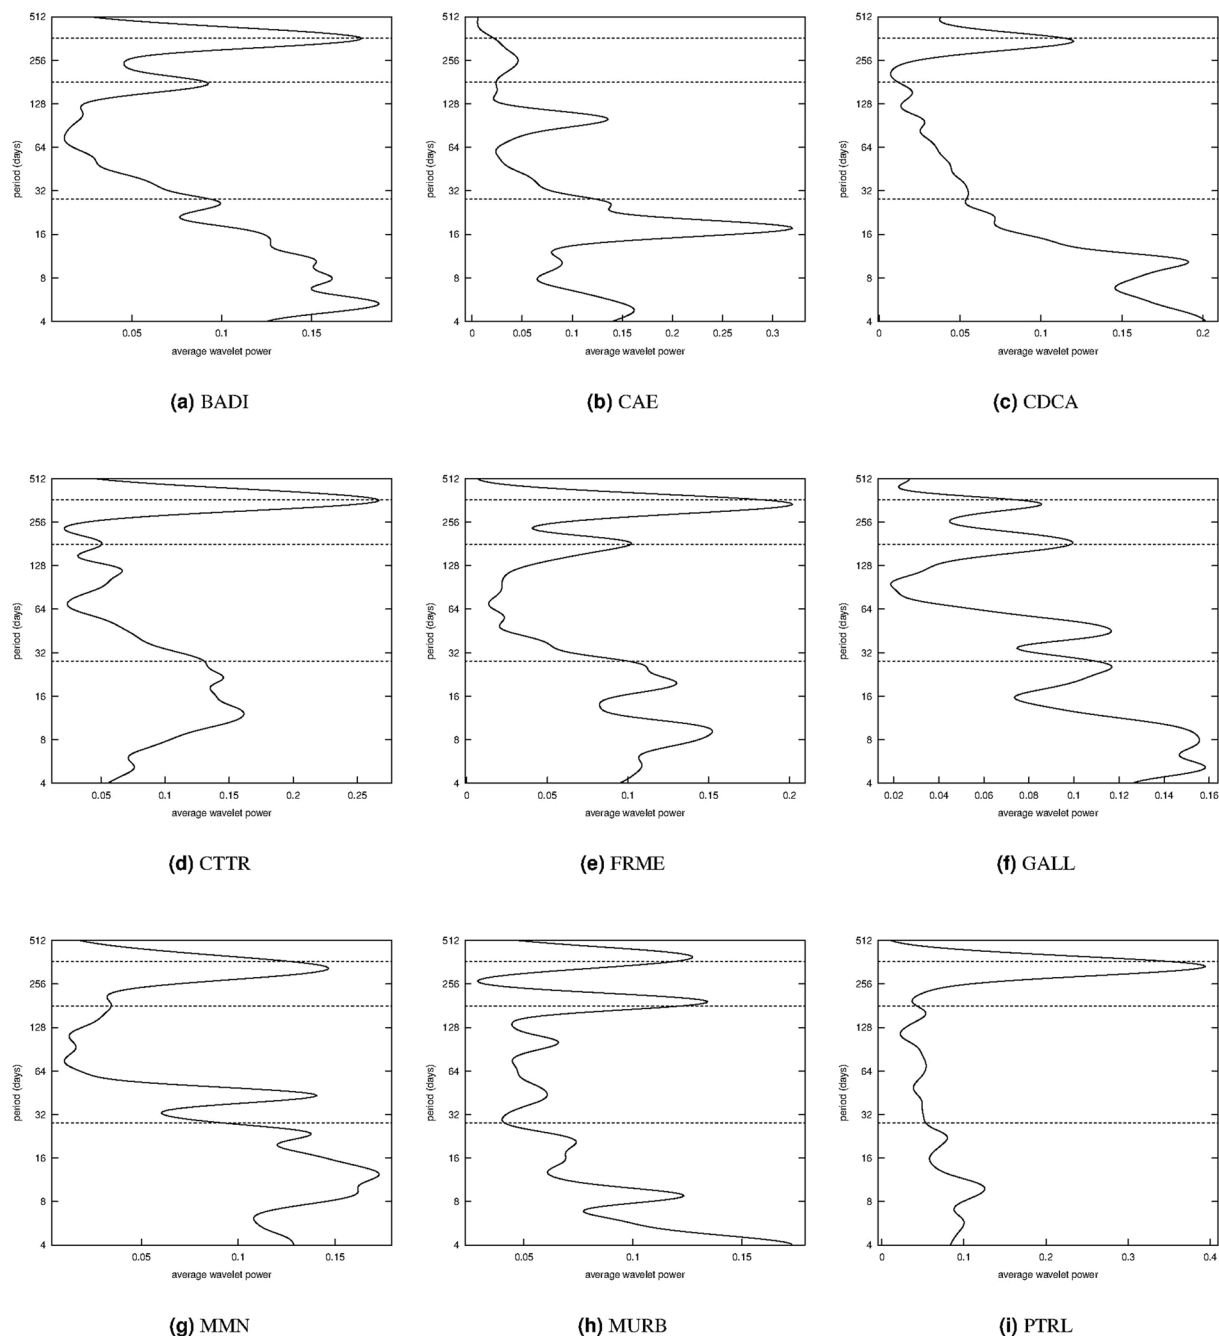 512
256
128
64
32
16
8
4
period (days)
0.05 0.1 0.15
average wavelet power
(a) BADI
512
256
128
64
32
16
8
4
period (days)
0 0.05 0.1 0.15 0.2 0.25 0.3
average wavelet power
(b) CAE
512
256
128
64
32
16
8
4
period (days)
0 0.05 0.1 0.15 0.2
average wavelet power
(c) CDCA
512
256
128
64
32
16
8
4
period (days)
0.05 0.1 0.15 0.2 0.25
average wavelet power
(d) CTTR
512
256
128
64
32
16
8
4
period (days)
0 0.05 0.1 0.15 0.2
average wavelet power
(e) FRME
512
256
128
64
32
16
8
4
period (days)
0.02 0.04 0.06 0.08 0.1 0.12 0.14 0.16
average wavelet power
(f) GALL
512
256
128
64
32
16
8
4
period (days)
0.05 0.1 0.15
average wavelet power
(g) MMN
512
256
128
64
32
16
8
4
period (days)
0.05 0.1 0.15
average wavelet power
(h) MURB
512
256
128
64
32
16
8
4
period (days)
0 0.1 0.2 0.3 0.4
average wavelet power
(i) PTRL